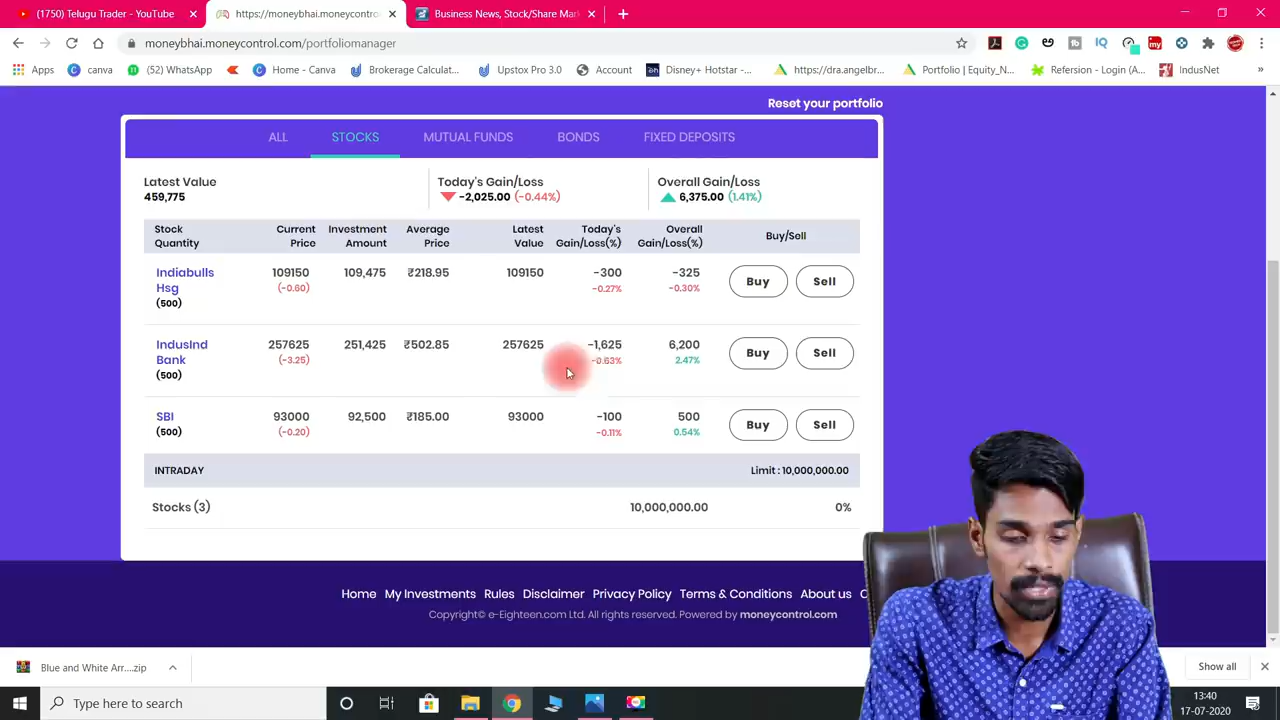 (1750) Telugu Trader - YouTube
https://moneybhai.moneycontrol
Business News, Stock/Share Mar
moneybhai.moneycontrol.com/portfoliomanager
Apps
canva
(52) WhatsApp
Home - Canva
Brokerage Calculat...
Upstox Pro 3.0
Account
Disney+ Hotstar -...
https://dra.angelbr...
Portfolio | Equity_N...
Refersion - Login (A...
IndusNet
Reset your portfolio
ALL STOCKS MUTUAL FUNDS BONDS FIXED DEPOSITS
Latest Value Today's Gain/Loss Overall Gain/Loss
459,775 -2,025.00 (-0.44%) 6,375.00 (1.41%)
Stock Current Investment Average Latest Today's Overall Buy/Sell
Quantity Price Amount Price Value Gain/Loss(%) Gain/Loss(%)
Indiabulls 109150 109,475 ₹218.95 109150 -300 -325 Buy Sell
Hsg (-0.60) -0.27% -0.30%
(500)
IndusInd 257625 251,425 ₹502.85 257625 -1,625 6,200 Buy Sell
Bank (-3.25) -0.63% 2.47%
(500)
SBI 93000 92,500 ₹185.00 93000 -100 500 Buy Sell
(500) (-0.20) -0.11% 0.54%
INTRADAY Limit : 10,000,000.00
Stocks (3) 10,000,000.00 0%
Home My Investments Rules Disclaimer Privacy Policy Terms & Conditions About us C
Copyright© e-Eighteen.com Ltd. All rights reserved. Powered by moneycontrol.com
Blue and White Arr....zip
Show all
Type here to search
13:40
17-07-2020